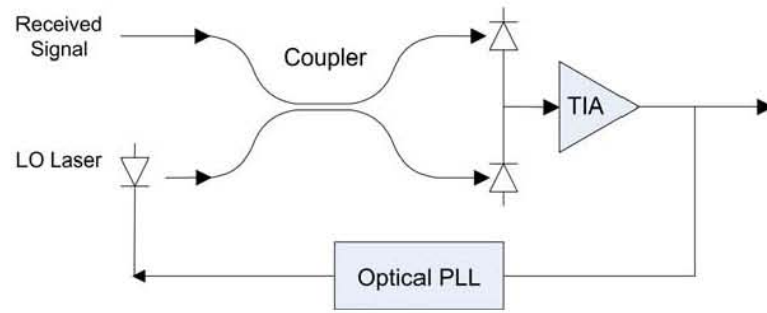 Received
Signal
Coupler
TIA
LO Laser
Optical PLL